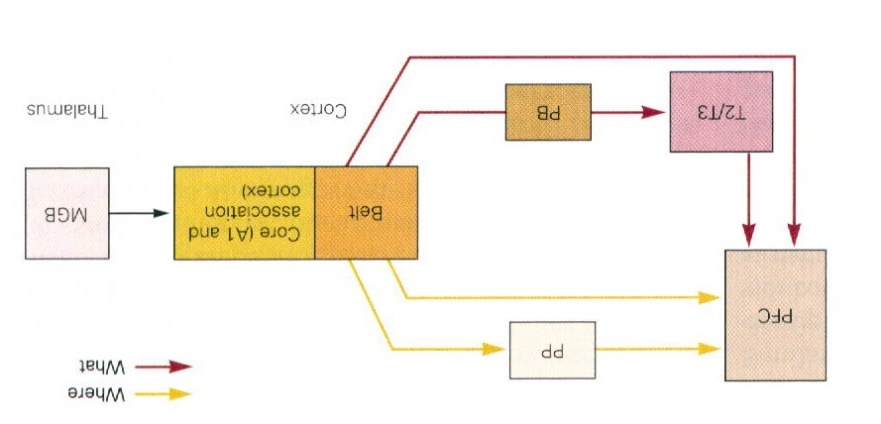 Where
What
PP
PFC
Belt
Core (A1 and
association
cortex)
MGB
Cortex
Thalamus
T2/T3
PB